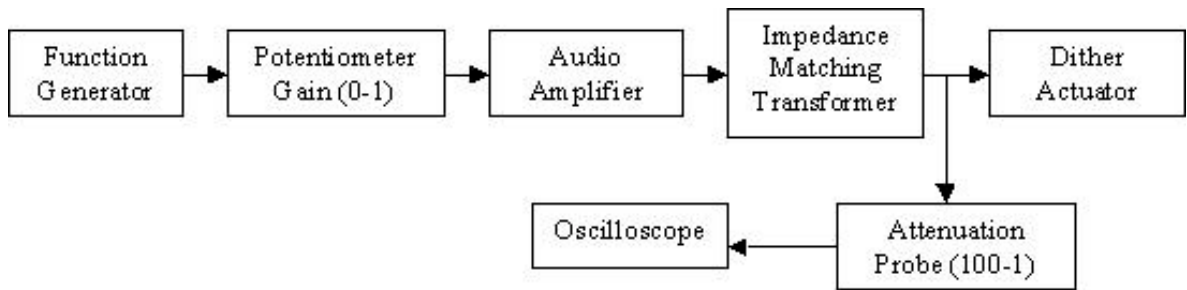 Function
Generator
Potentiometer
Gain (0-1)
Audio
Amplifier
Impedance
Matching
Transformer
Dither
Actuator
Oscilloscope
Attenuation
Probe (100-1)